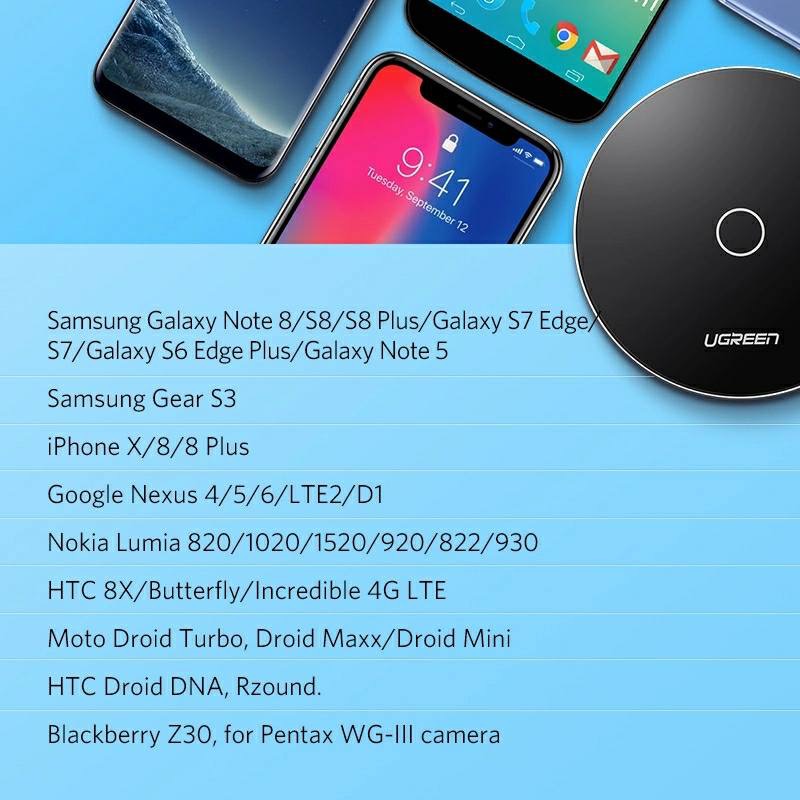 9:41
Tuesday, September 12
UGREEN
Samsung Galaxy Note 8/S8/S8 Plus/Galaxy S7 Edge/
S7/Galaxy S6 Edge Plus/Galaxy Note 5
Samsung Gear S3
iPhone X/8/8 Plus
Google Nexus 4/5/6/LTE2/D1
Nokia Lumia 820/1020/1520/920/822/930
HTC 8X/Butterfly/Incredible 4G LTE
Moto Droid Turbo, Droid Maxx/Droid Mini
HTC Droid DNA, Rzound.
Blackberry Z30, for Pentax WG-III camera